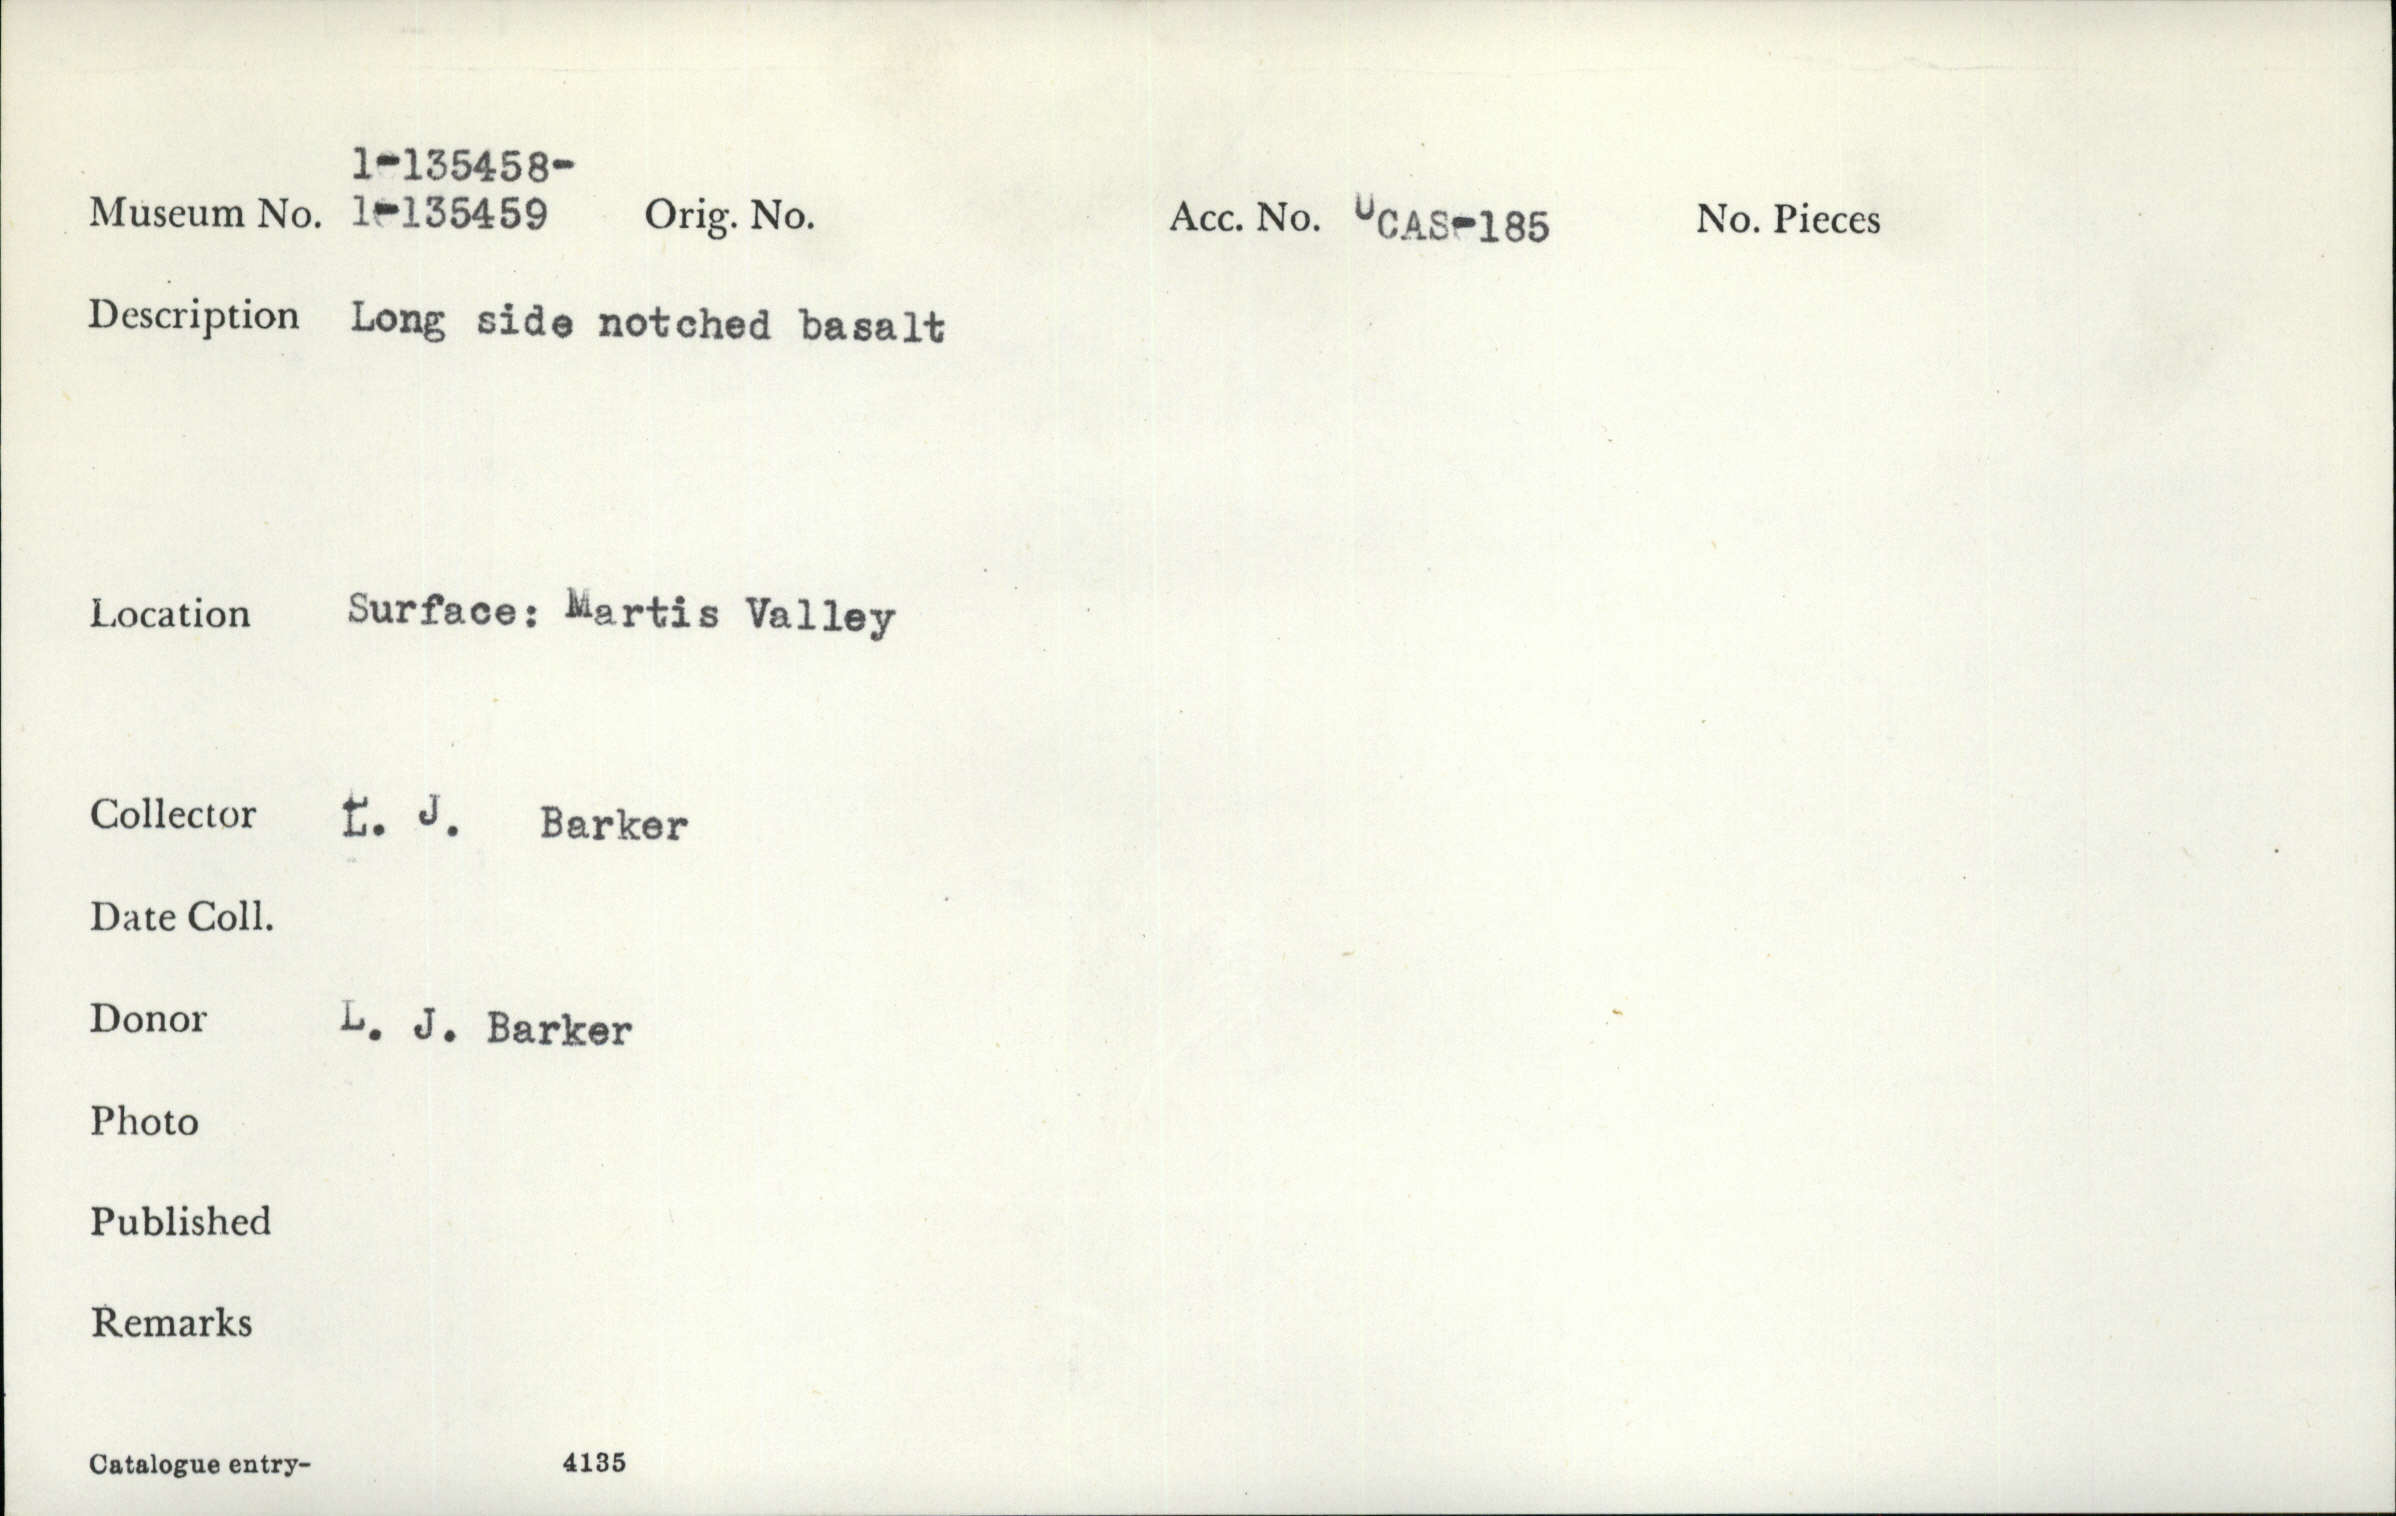 1-135458-
Museum No. 1-135459 Orig. No. Acc. No. UCAS-185 No. Pieces
Description Long side notched basalt
Location Surface: Martis Valley
Collector L. J. Barker
Date Coll.
Donor L. J. Barker
Photo
Published
Remarks
Catalogue entry- 4135